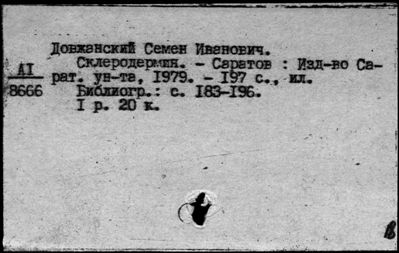 Довжанский Семен Иванович.
Склеродермия. - Саратов : Изд-во Са-
рат. ун-та, 1979. - 197 с., ил.
Библиогр.: с. 183-196.
I р. 20 к.
АI
8666
в